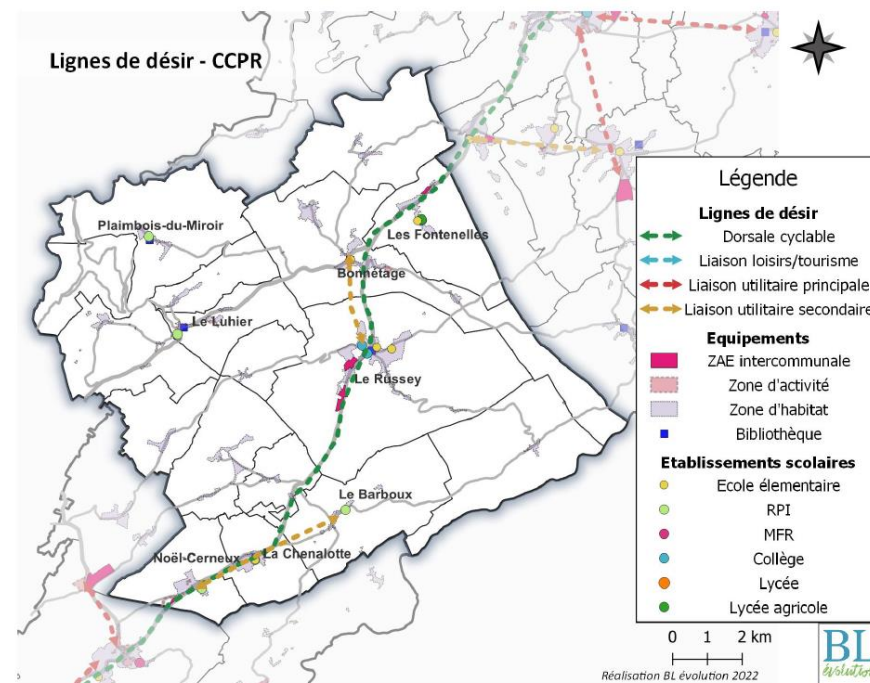 Lignes de désir - CCPR
Plaimbois-du-Miroir
Les Fontenelles
Bonnétage
Le Luhier
Le Russey
Le Barboux
Noël-Cerneux
La Chenalotte
Légende
Lignes de désir
Dorsale cyclable
Liaison loisirs/tourisme
Liaison utilitaire principale
Liaison utilitaire secondaire
Equipements
ZAE intercommunale
Zone d'activité
Zone d'habitat
Bibliothèque
Etablissements scolaires
Ecole élementaire
RPI
MFR
Collège
Lycée
Lycée agricole
0 1 2 km
Réalisation BL évolution 2022
BL
évolution